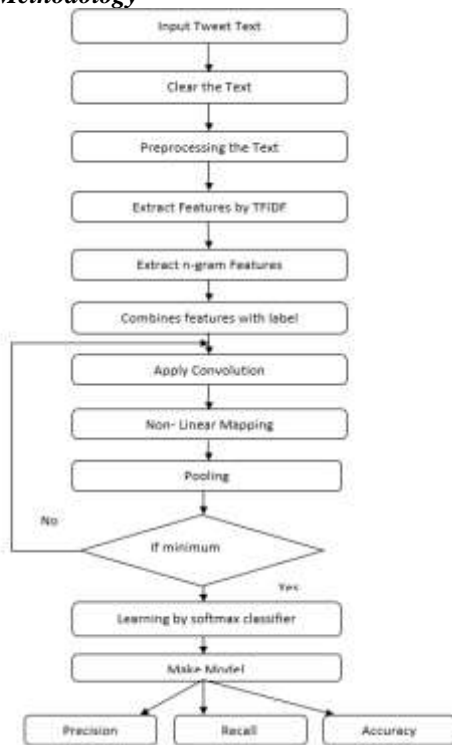 Methodology
Input Tweet Text
Clear the Text
Preprocessing the Text
Extract Features by TFIDF
Extract n-gram Features
Combines features with label
Apply Convolution
Non- Linear Mapping
Pooling
No
If minimum
Yes
Learning by softmax classifier
Make Model
Precision
Recall
Accuracy